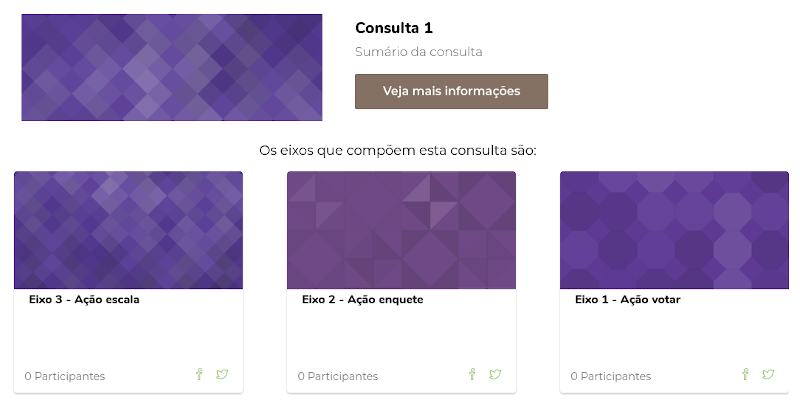 Consulta 1
Sumário da consulta
Veja mais informações
Os eixos que compõem esta consulta são:
Eixo 3 - Ação escala
0 Participantes
Eixo 2 - Ação enquete
0 Participantes
Eixo 1 - Ação votar
0 Participantes